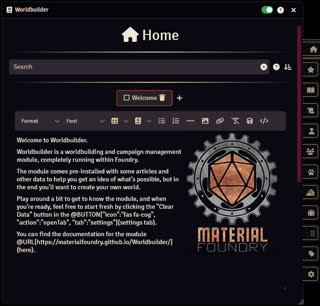 Worldbuilder
Home
Search
Welcome
Format
Font
Welcome to Worldbuilder.
Worldbuilder is a worldbuilding and campaign management
module, completely running within Foundry.
The module comes pre-installed with some articles and
other data to help you get an idea of what's possible, but in
the end you'll want to create your own world.
Play around a bit to get to know the module, and when
you're ready, feel free to start fresh by clicking the "Clear
Data" button in the @BUTTON{"icon":"fas fa-cog",
"action":"openTab", "tab":"settings"}{settings tab}.
You can find the documentation for the module
@URL[https://materialfoundry.github.io/Worldbuilder/]
{here}.
MATERIAL
FOUNDRY